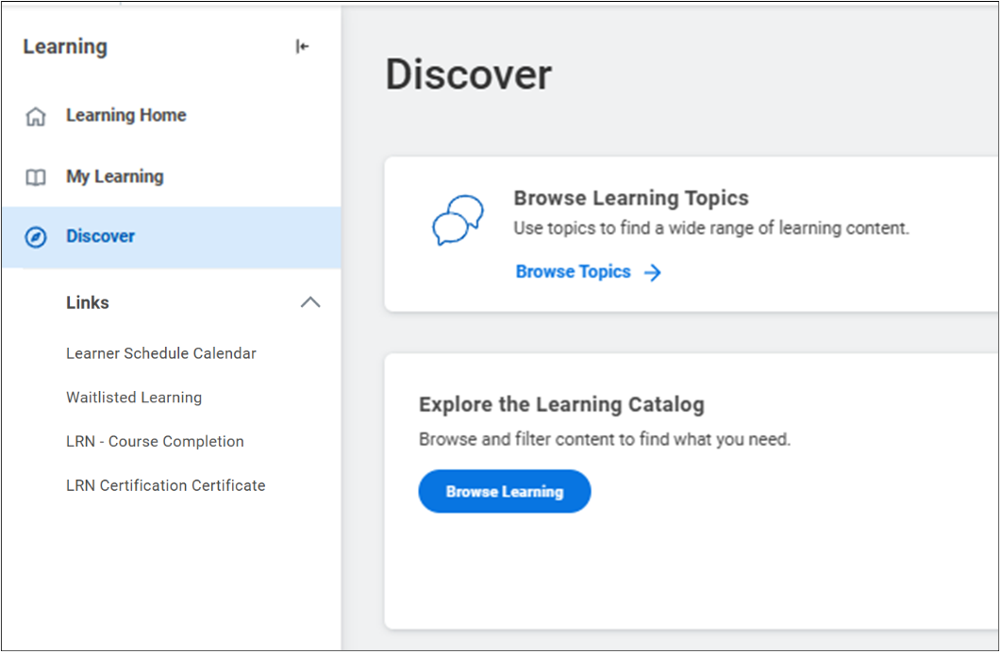 Learning
Learning Home
My Learning
Discover
Links
Learner Schedule Calendar
Waitlisted Learning
LRN - Course Completion
LRN Certification Certificate
Discover
Browse Learning Topics
Use topics to find a wide range of learning content.
Browse Topics
Explore the Learning Catalog
Browse and filter content to find what you need.
Browse Learning